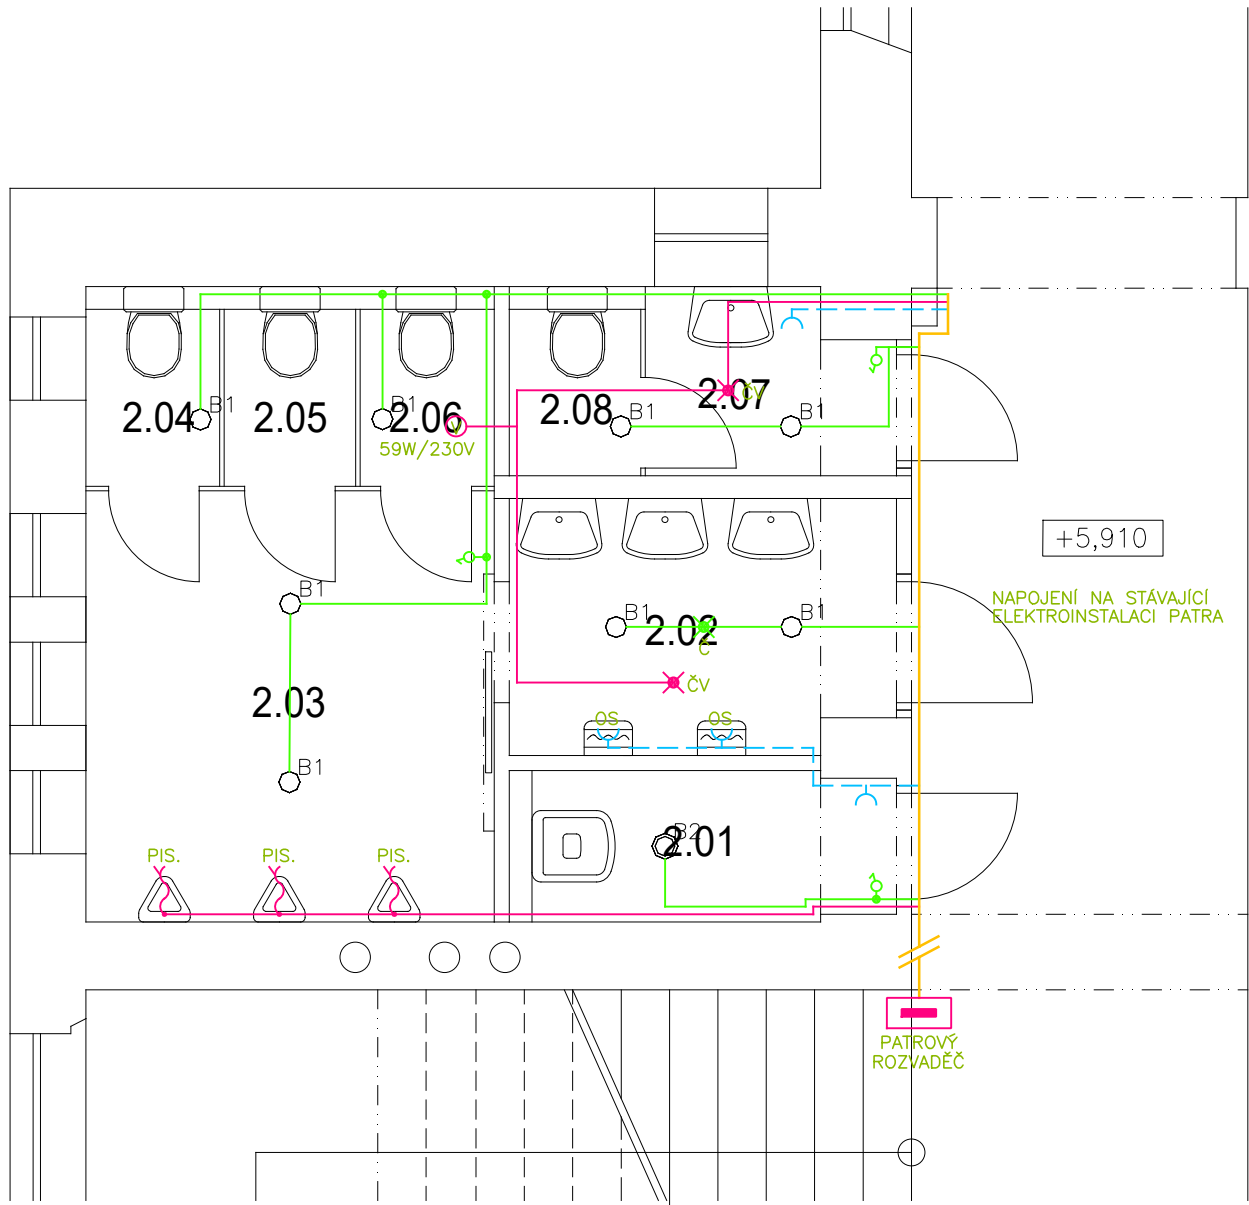 2.04
B1
2.05
B1
2.06
V
59W/230V
2.08
B1
2.07
ČV
B1
+5,910
NAPOJENÍ NA STÁVAJÍCÍ
ELEKTROINSTALACI PATRA
B1
B1
2.02
Č
B1
ČV
2.03
OS
OS
B1
B2
2.01
PIS.
PIS.
PIS.
PATROVÝ
ROZVADĚČ